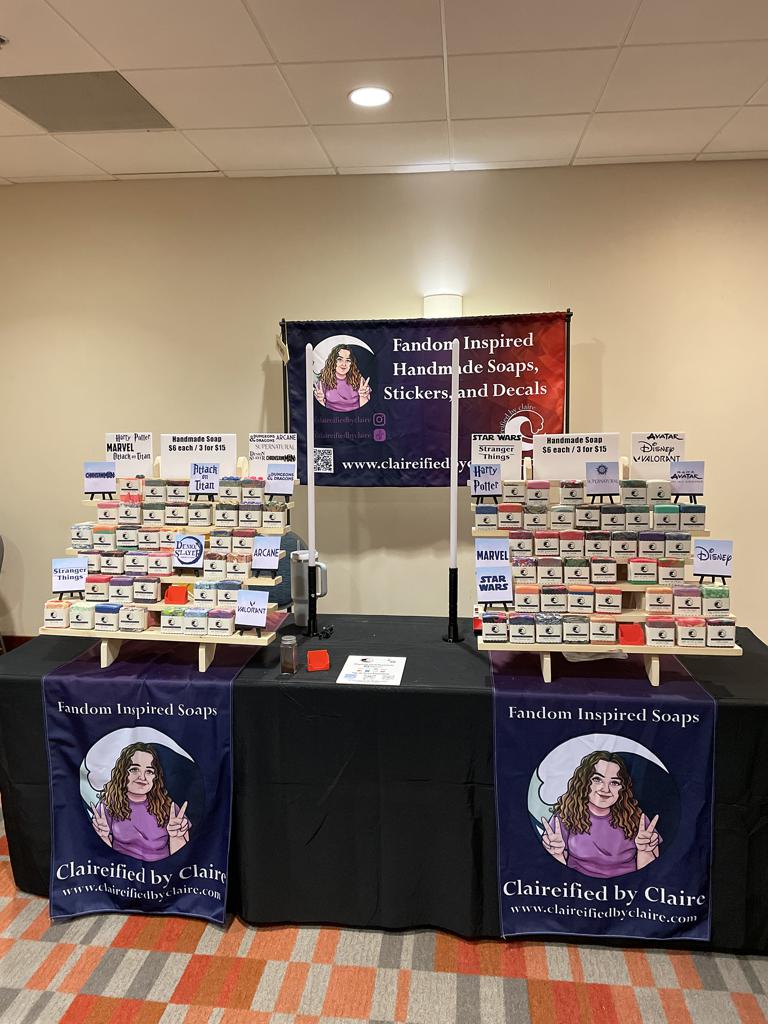 Fandom Inspired
Handmade Soaps,
Stickers, and Decals
claireifiedbyclaire
claireifiedbyclaire
www.claireifiedby
Harry Potter
MARVEL
Attack on Titan
Handmade Soap
$6 each / 3 for $15
DUNGEONS & DRAGONS
ARCANE
SUPERNATURAL
DEMON SLAYER
CHAINSAWMAN
CHAINSAWMAN
Attack
on
Titan
DUNGEONS
& DRAGONS
DEMON
SLAYER
ARCANE
Stranger
Things
VALORANT
STAR WARS
Stranger
Things
Handmade Soap
$6 each / 3 for $15
AVATAR
Disney
VALORANT
Harry
Potter
SUPERNATURAL
AVATAR
MARVEL
Disney
STAR
WARS
Fandom Inspired Soaps
Claireified by Claire
www.claireifiedbyclaire.com
Fandom Inspired Soaps
Claireified by Claire
www.claireifiedbyclaire.com